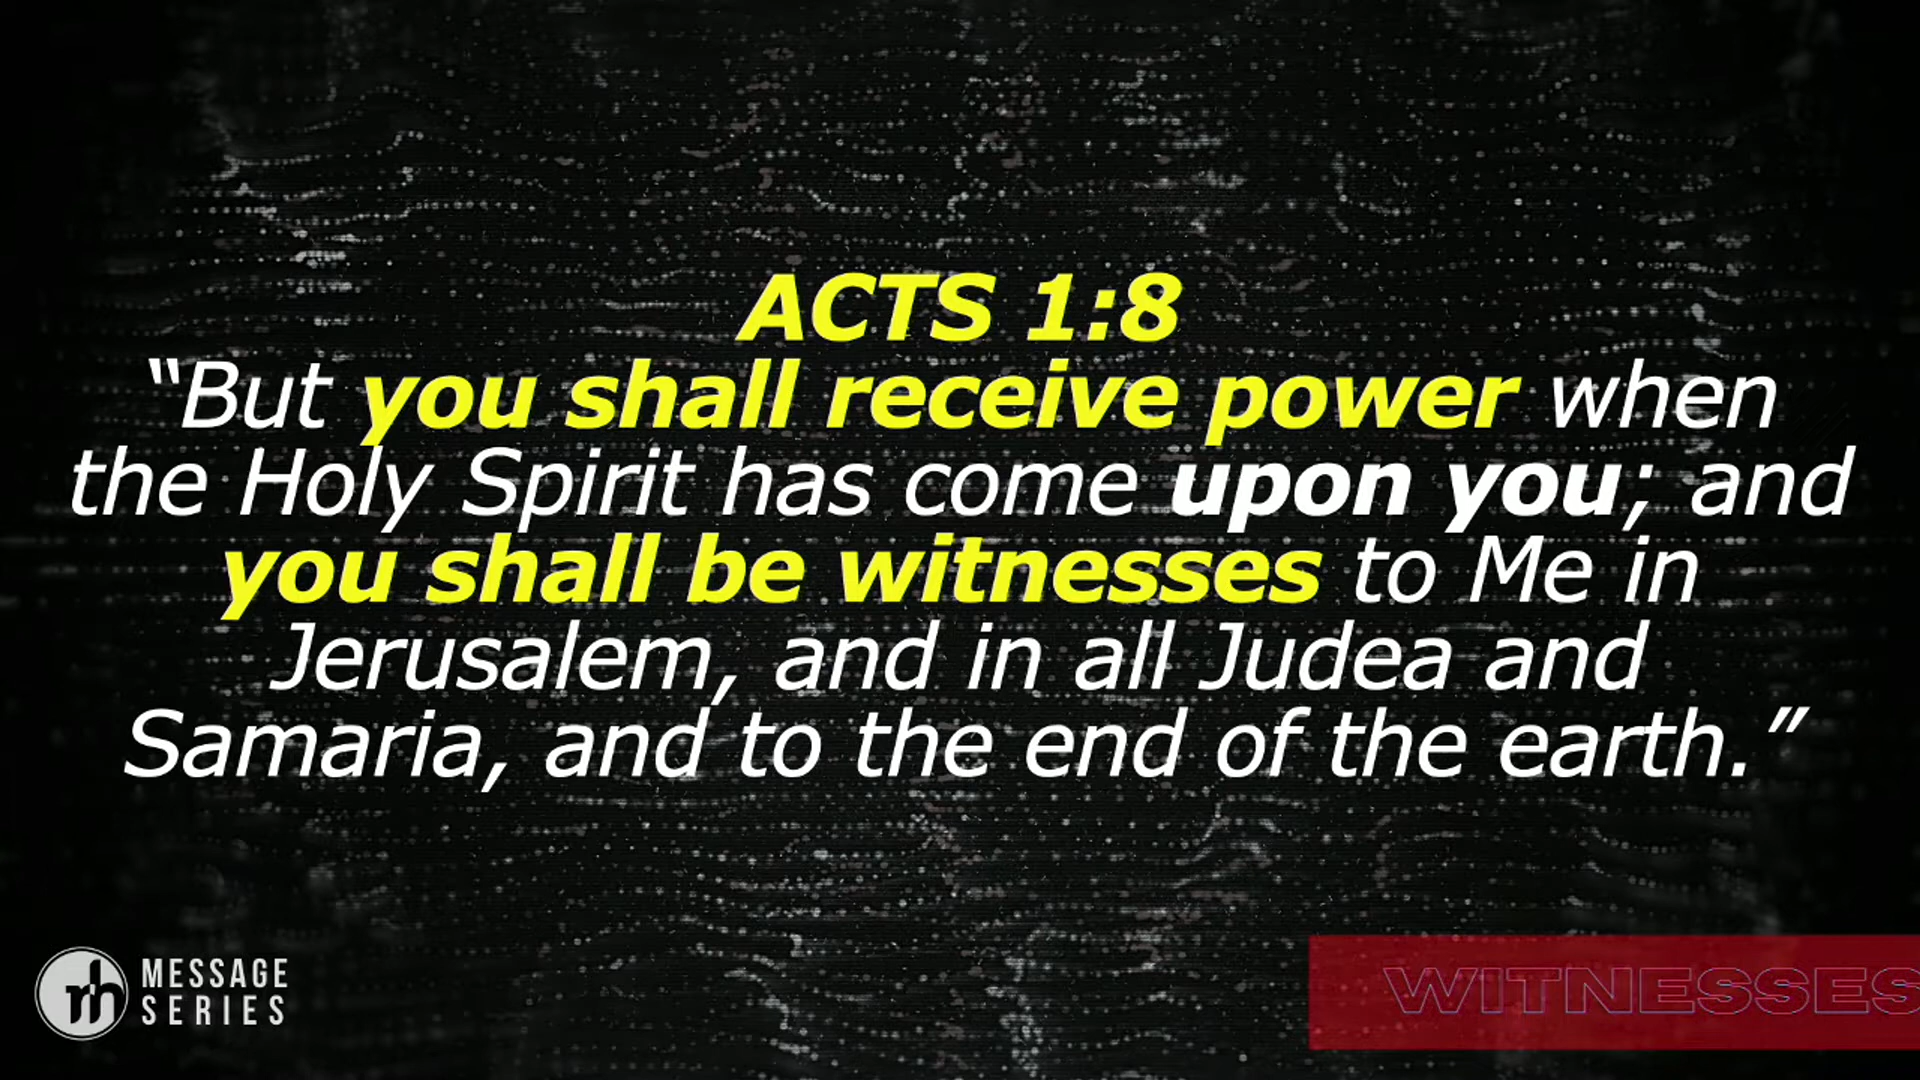 ACTS 1:8
“But you shall receive power when
the Holy Spirit has come upon you; and
you shall be witnesses to Me in
Jerusalem, and in all Judea and
Samaria, and to the end of the earth.”
rh MESSAGE
SERIES
WITNESSES